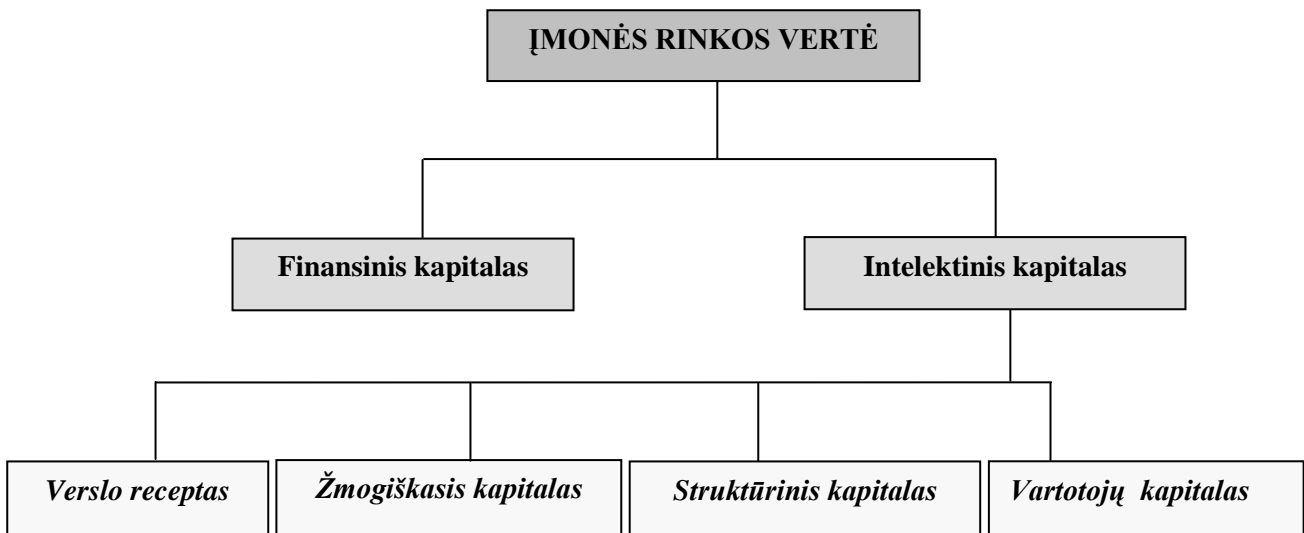 ĮMONĖS RINKOS VERTĖ
Finansinis kapitalas
Intelektinis kapitalas
Verslo receptas
Žmogiškasis kapitalas
Struktūrinis kapitalas
Vartotojų kapitalas